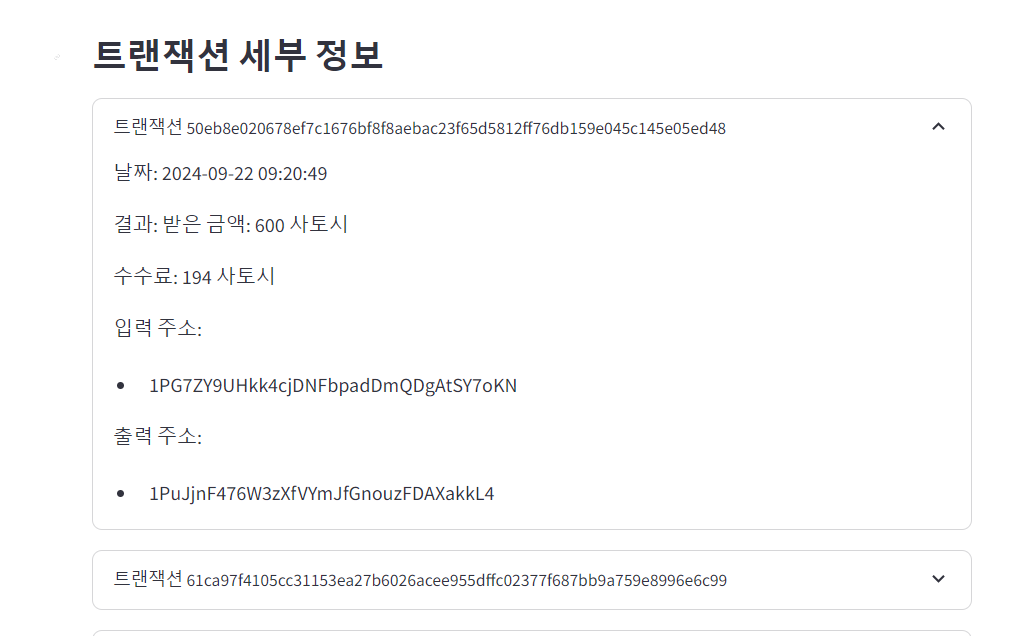 트랜잭션 세부 정보
트랜잭션 50eb8e020678ef7c1676bf8f8aebac23f65d5812ff76db159e045c145e05ed48
날짜: 2024-09-22 09:20:49
결과: 받은 금액: 600 사토시
수수료: 194 사토시
입력 주소:
• 1PG7ZY9UHkk4cjDNFbpadDmQDgAtSY7oKN
출력 주소:
• 1PuJjnF476W3zXfVYmJfGnouzFDAXakkL4
트랜잭션 61ca97f4105cc31153ea27b6026acee955dffc02377f687bb9a759e8996e6c99